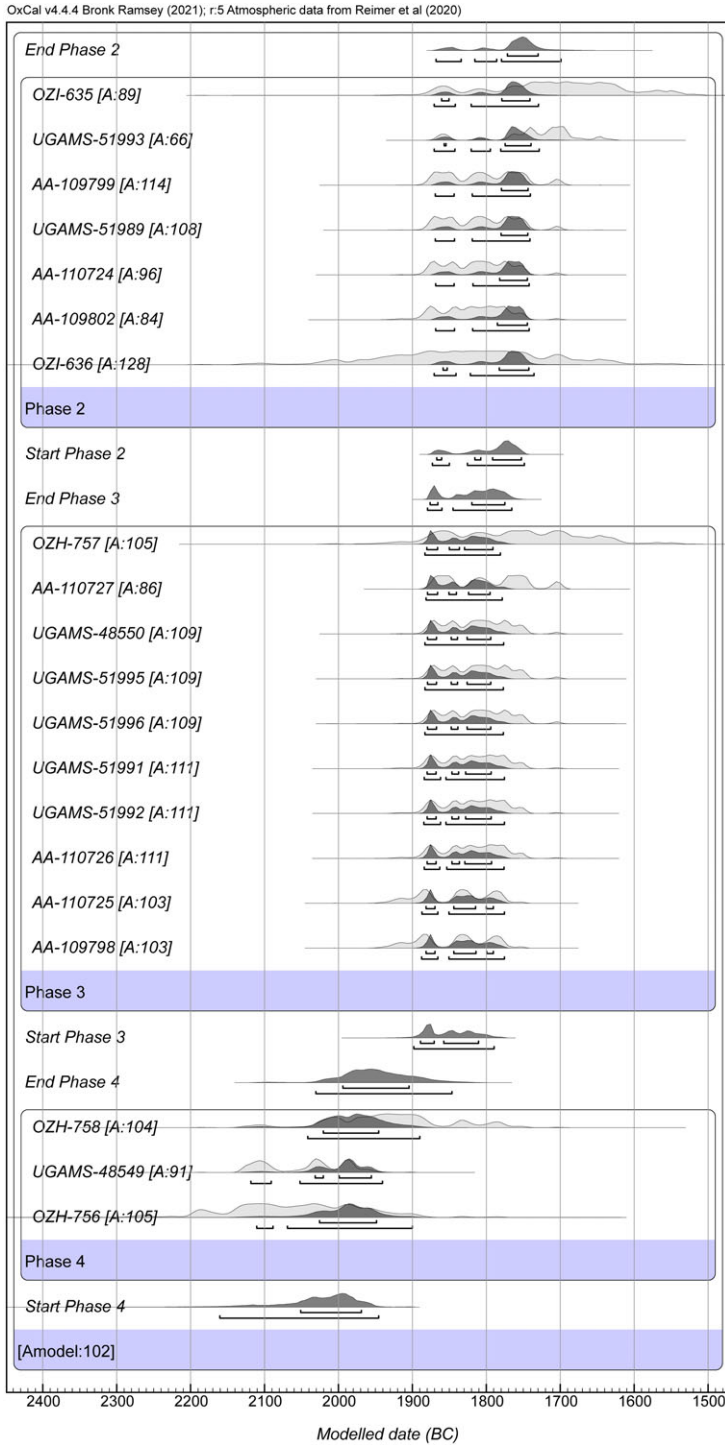 OxCal v4.4.4 Bronk Ramsey (2021); r:5 Atmospheric data from Reimer et al (2020)
End Phase 2
OZI-635 [A:89]
UGAMS-51993 [A:66]
AA-109799 [A:114]
UGAMS-51989 [A:108]
AA-110724 [A:96]
AA-109802 [A:84]
OZI-636 [A:128]
Phase 2
Start Phase 2
End Phase 3
OZH-757 [A:105]
AA-110727 [A:86]
UGAMS-48550 [A:109]
UGAMS-51995 [A:109]
UGAMS-51996 [A:109]
UGAMS-51991 [A:111]
UGAMS-51992 [A:111]
AA-110726 [A:111]
AA-110725 [A:103]
AA-109798 [A:103]
Phase 3
Start Phase 3
End Phase 4
OZH-758 [A:104]
UGAMS-48549 [A:91]
OZH-756 [A:105]
Phase 4
Start Phase 4
[Amodel:102]
2400 2300 2200 2100 2000 1900 1800 1700 1600 1500
Modelled date (BC)